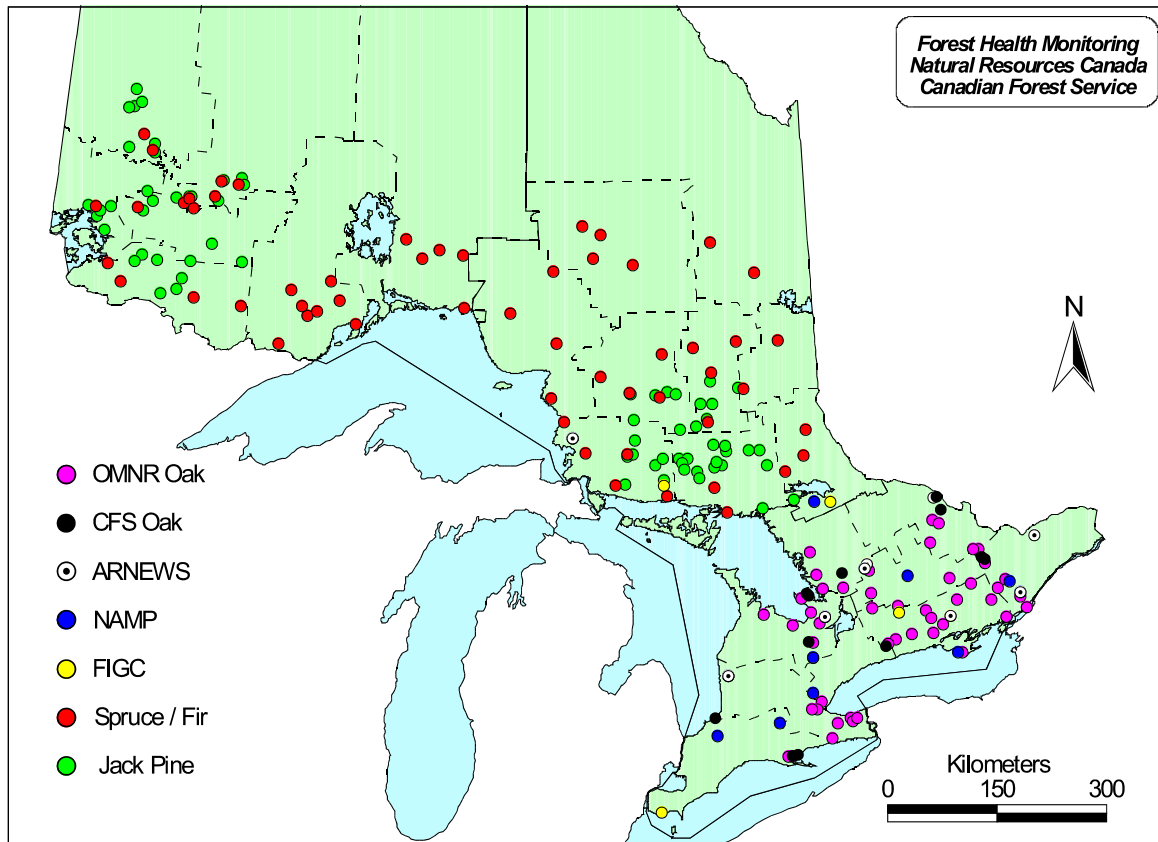 Forest Health Monitoring
Natural Resources Canada
Canadian Forest Service
N
OMNR Oak
CFS Oak
ARNEWS
NAMP
FIGC
Spruce / Fir
Jack Pine
Kilometers
0 150 300